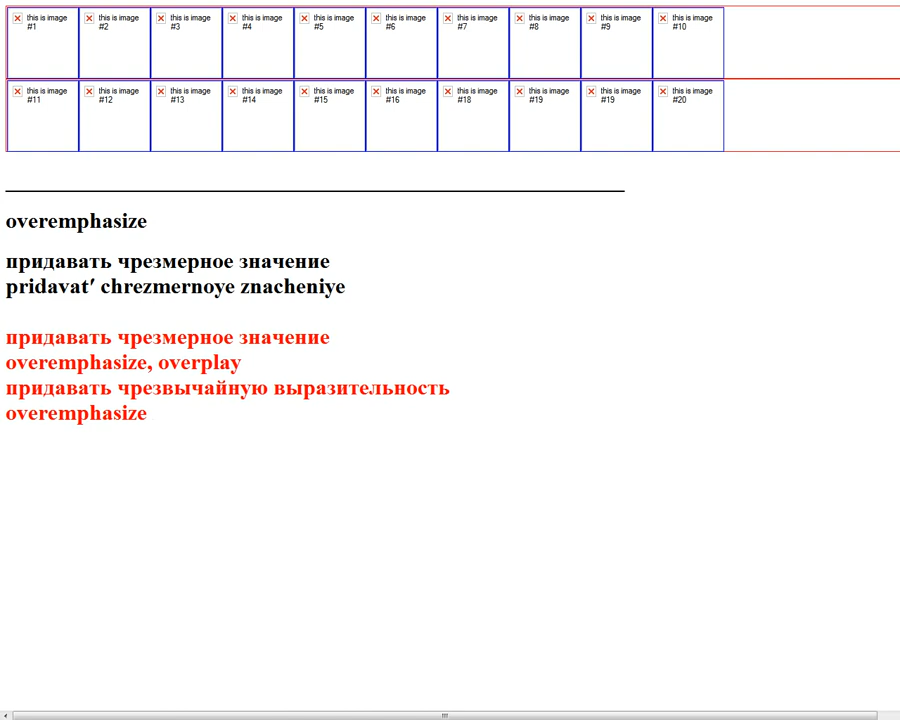 this is image #1 this is image #2 this is image #3 this is image #4 this is image #5 this is image #6 this is image #7 this is image #8 this is image #9 this is image #10
this is image #11 this is image #12 this is image #13 this is image #14 this is image #15 this is image #16 this is image #18 this is image #19 this is image #19 this is image #20
overemphasize
придавать чрезмерное значение
pridavatʹ chrezmernoye znacheniye
придавать чрезмерное значение
overemphasize, overplay
придавать чрезвычайную выразительность
overemphasize